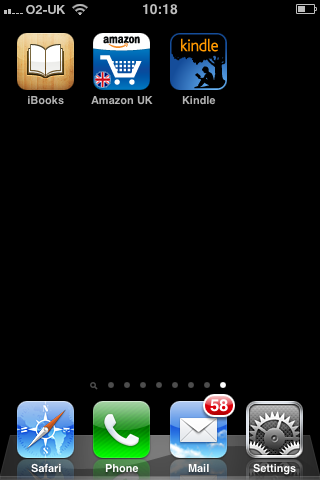 O2-UK 10:18
amazon kindle
iBooks Amazon UK Kindle
58
Safari Phone Mail Settings